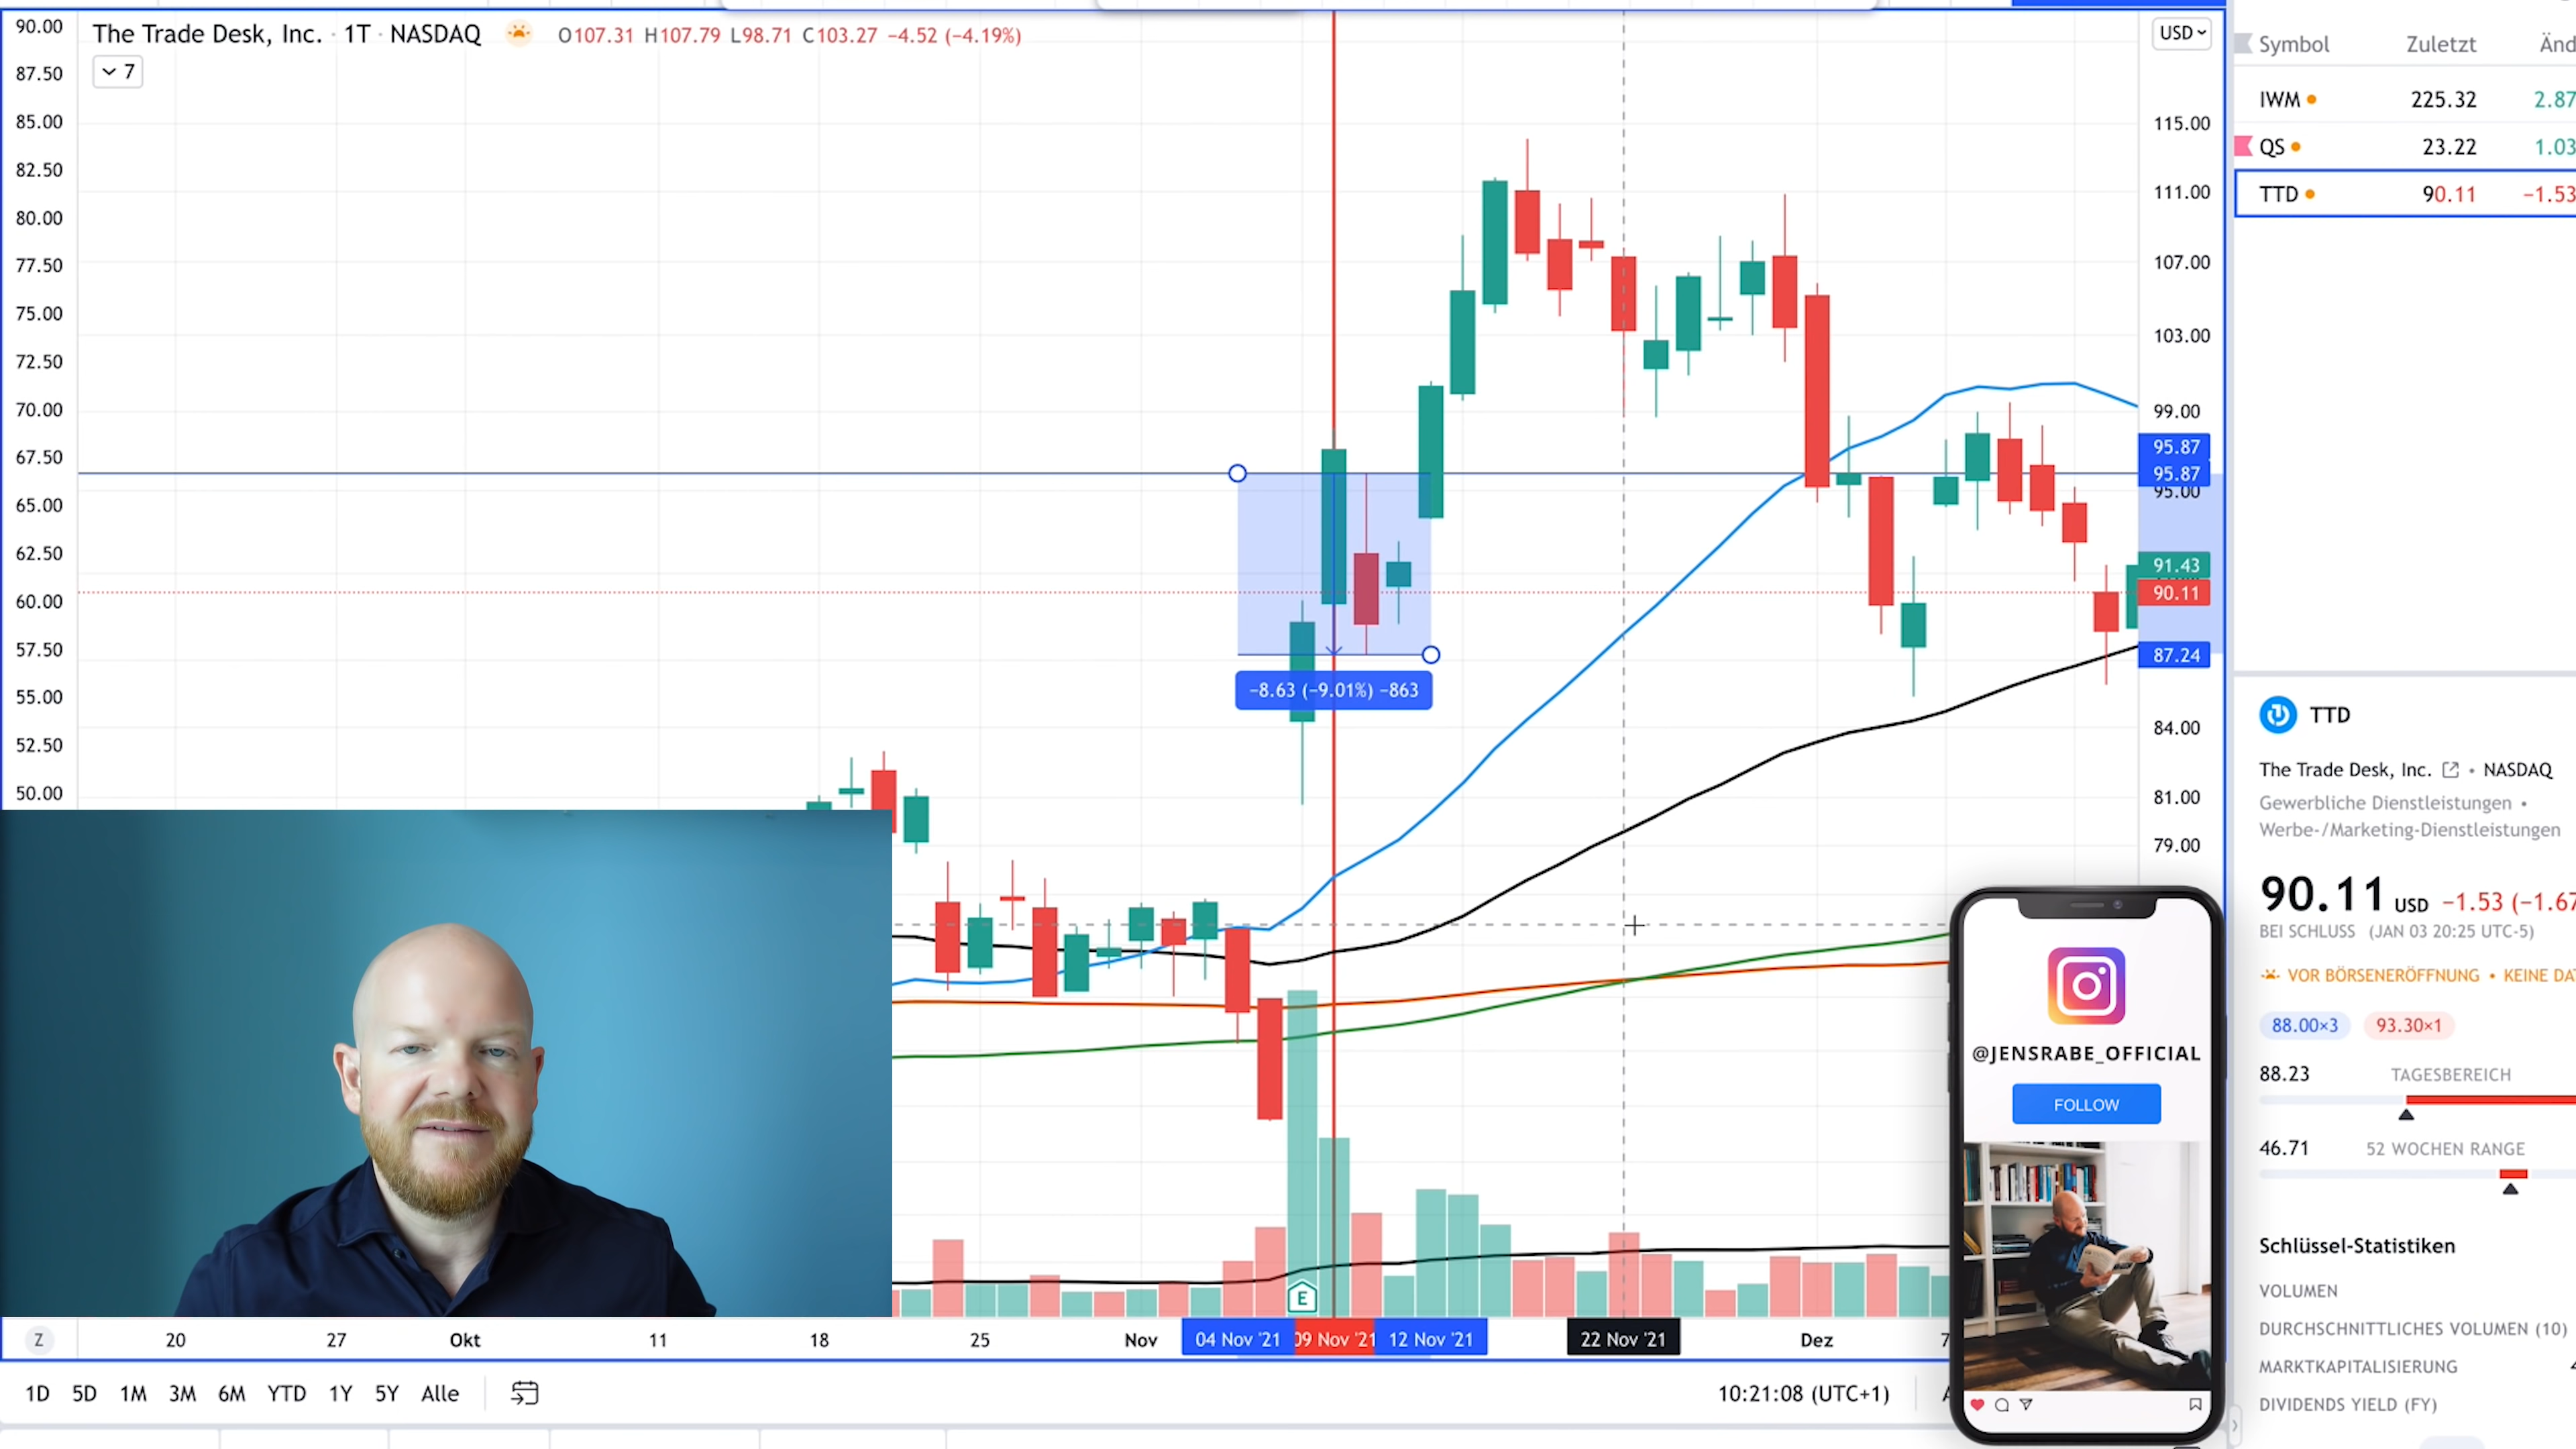 The Trade Desk, Inc. · 1T · NASDAQ O107.31 H107.79 L98.71 C103.27 −4.52 (−4.19%)
7
90.00
87.50
85.00
82.50
80.00
77.50
75.00
72.50
70.00
67.50
65.00
62.50
60.00
57.50
55.00
52.50
50.00
−8.63 (−9.01%) −863
E
USD
115.00
111.00
107.00
103.00
99.00
95.87
95.87
95.00
91.43
90.11
87.24
84.00
81.00
79.00
Z 20 27 Okt 11 18 25 Nov 04 Nov '21 09 Nov '21 12 Nov '21 22 Nov '21 Dez 7
1D 5D 1M 3M 6M YTD 1Y 5Y Alle 10:21:08 (UTC+1)
@JENSRABE_OFFICIAL
FOLLOW
Symbol Zuletzt Änd
IWM 225.32 2.87
QS 23.22 1.03
TTD 90.11 −1.53
TTD
The Trade Desk, Inc. • NASDAQ
Gewerbliche Dienstleistungen •
Werbe-/Marketing-Dienstleistungen
90.11 USD −1.53 (−1.67
BEI SCHLUSS (JAN 03 20:25 UTC-5)
VOR BÖRSENERÖFFNUNG • KEINE DA
88.00×3 93.30×1
88.23 TAGESBEREICH
46.71 52 WOCHEN RANGE
Schlüssel-Statistiken
VOLUMEN
DURCHSCHNITTLICHES VOLUMEN (10)
MARKTKAPITALISIERUNG
DIVIDENDS YIELD (FY)